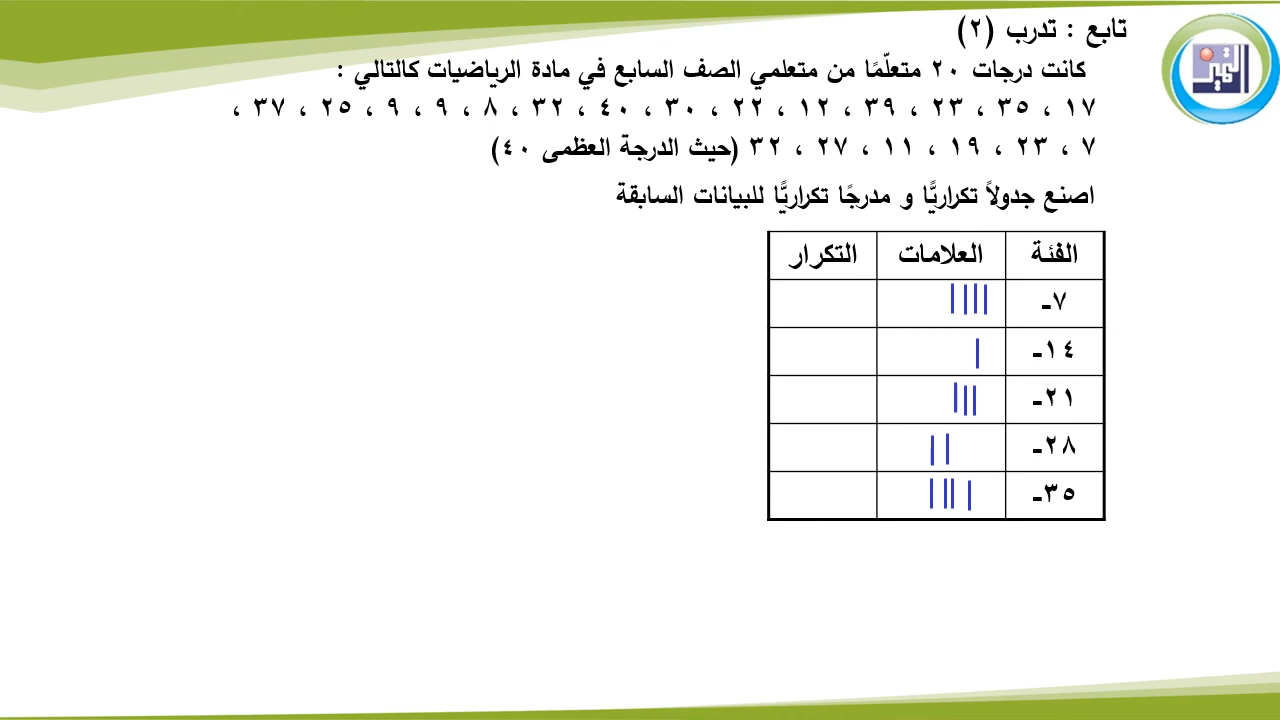 تابع : تدرب (٢)
كانت درجات ٢٠ متعلّمًا من متعلمي الصف السابع في مادة الرياضيات كالتالي :
١٧ ، ٣٥ ، ٢٣ ، ٣٩ ، ١٢ ، ٢٢ ، ٣٠ ، ٤٠ ، ٣٢ ، ٨ ، ٩ ، ٩ ، ٢٥ ، ٣٧ ،
٧ ، ٢٣ ، ١٩ ، ١١ ، ٢٧ ، ٣٢ (حيث الدرجة العظمى ٤٠)
اصنع جدولاً تكراريًّا و مدرجًا تكراريًّا للبيانات السابقة
الفئة العلامات التكرار
٧- ||||
١٤- |
٢١- |||
٢٨- ||
٣٥- ||||
التميز